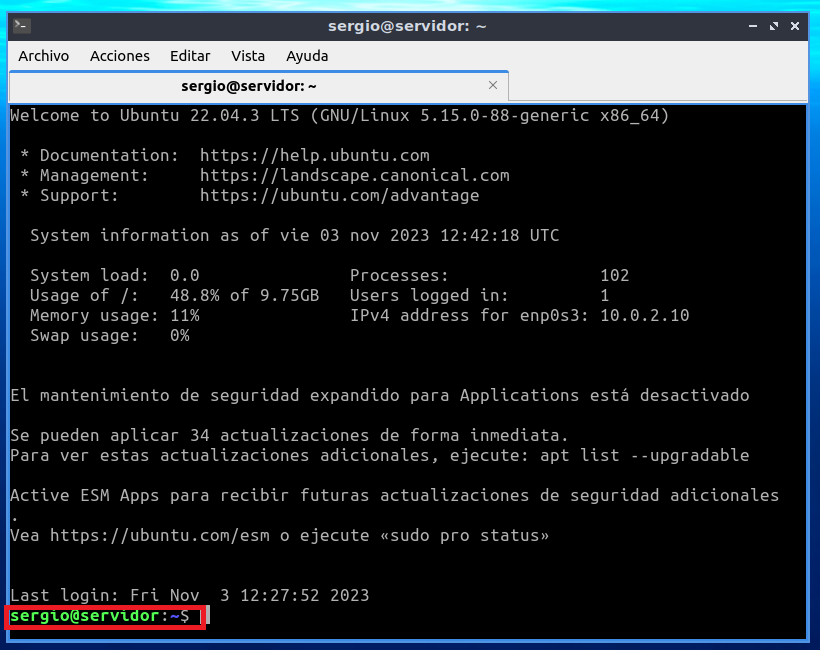 sergio@servidor: ~
Archivo Acciones Editar Vista Ayuda
sergio@servidor: ~
Welcome to Ubuntu 22.04.3 LTS (GNU/Linux 5.15.0-88-generic x86_64)
* Documentation: https://help.ubuntu.com
* Management: https://landscape.canonical.com
* Support: https://ubuntu.com/advantage
System information as of vie 03 nov 2023 12:42:18 UTC
System load: 0.0 Processes: 102
Usage of /: 48.8% of 9.75GB Users logged in: 1
Memory usage: 11% IPv4 address for enp0s3: 10.0.2.10
Swap usage: 0%
El mantenimiento de seguridad expandido para Applications está desactivado
Se pueden aplicar 34 actualizaciones de forma inmediata.
Para ver estas actualizaciones adicionales, ejecute: apt list --upgradable
Active ESM Apps para recibir futuras actualizaciones de seguridad adicionales
.
Vea https://ubuntu.com/esm o ejecute «sudo pro status»
Last login: Fri Nov 3 12:27:52 2023
sergio@servidor:~$